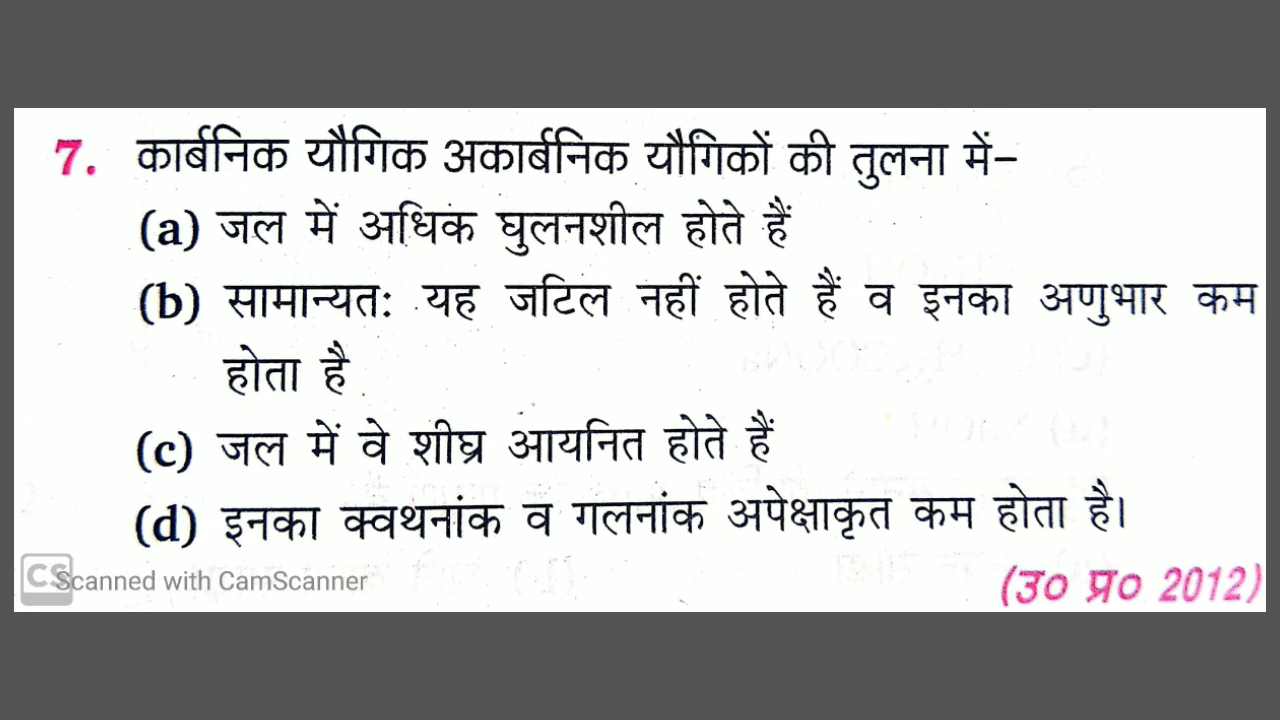 7. कार्बनिक यौगिक अकार्बनिक यौगिकों की तुलना में–
(a) जल में अधिक घुलनशील होते हैं
(b) सामान्यतः यह जटिल नहीं होते हैं व इनका अणुभार कम
होता है
(c) जल में वे शीघ्र आयनित होते हैं
(d) इनका क्वथनांक व गलनांक अपेक्षाकृत कम होता है।
CS Scanned with CamScanner
(उ० प्र० 2012)